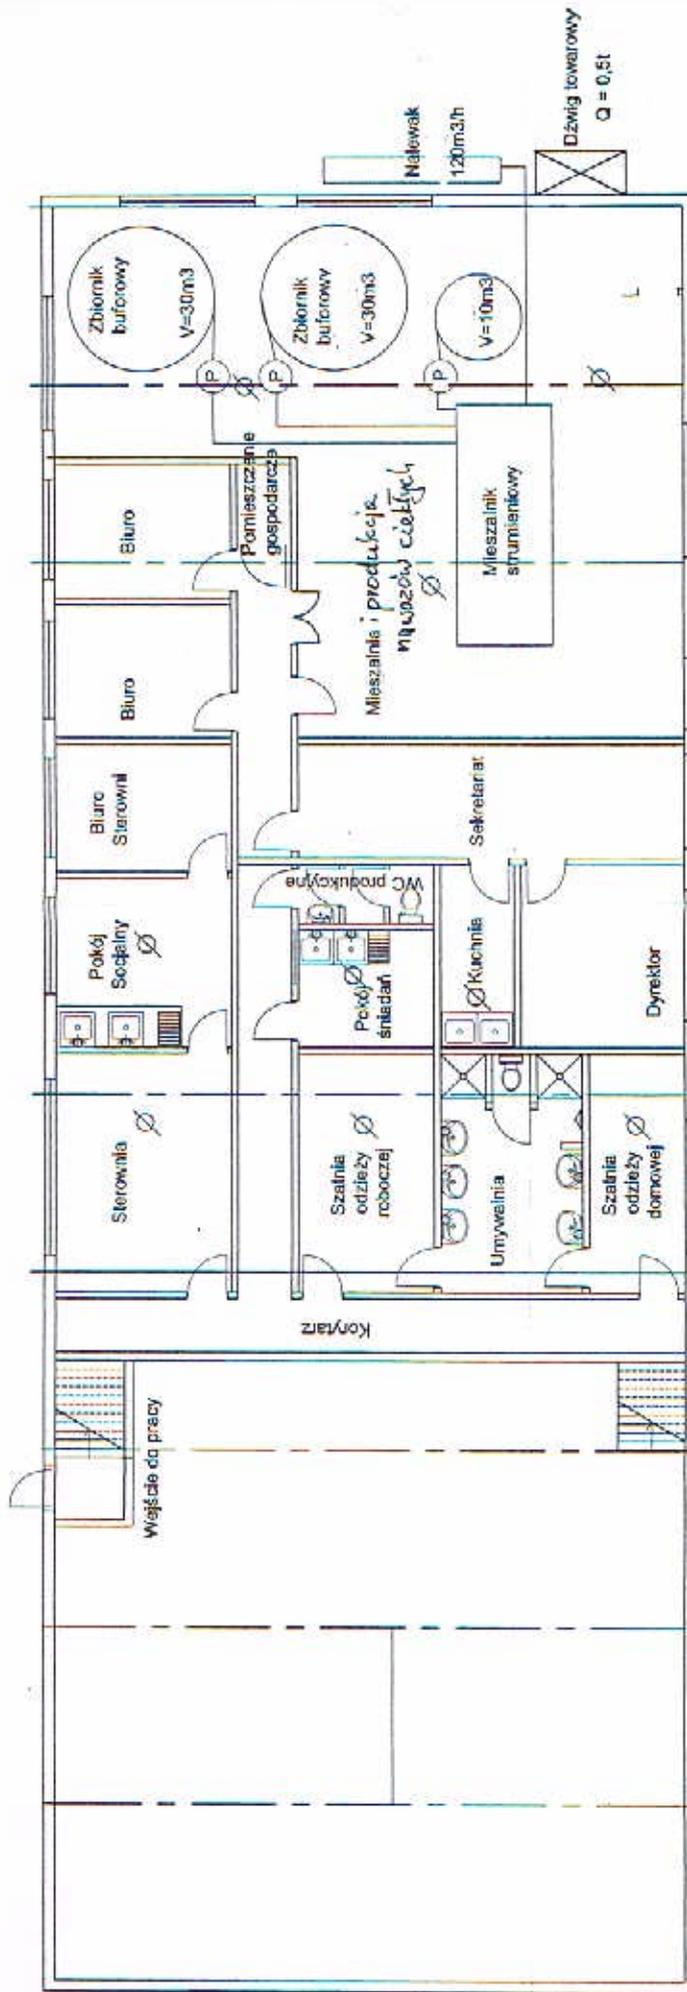 Wejście do pracy
Korytarz
Sterownia
Pokój
Socjalny
Biuro
Sterowni
Biuro
Biuro
Pomieszczenie
gospodarcze
Zbiornik
buforowy
V=30m3
Zbiornik
buforowy
V=30m3
V=10m3
P
P
P
Nalewak
120m3/h
Dźwig towarowy
Q = 0,5t
Mieszalnia i produkcja
nawozów ciekłych
Mieszalnik
strumieniowy
Sekretariat
WC produkcyjne
Pokój
śniadań
Kuchnia
Dyrektor
Szatnia
odzieży
roboczej
Umywalnia
Szatnia
odzieży
domowej
L